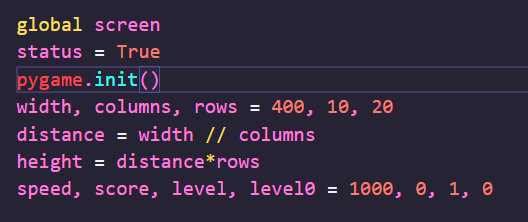 global screen
status = True
pygame.init()
width, columns, rows = 400, 10, 20
distance = width // columns
height = distance*rows
speed, score, level, level0 = 1000, 0, 1, 0